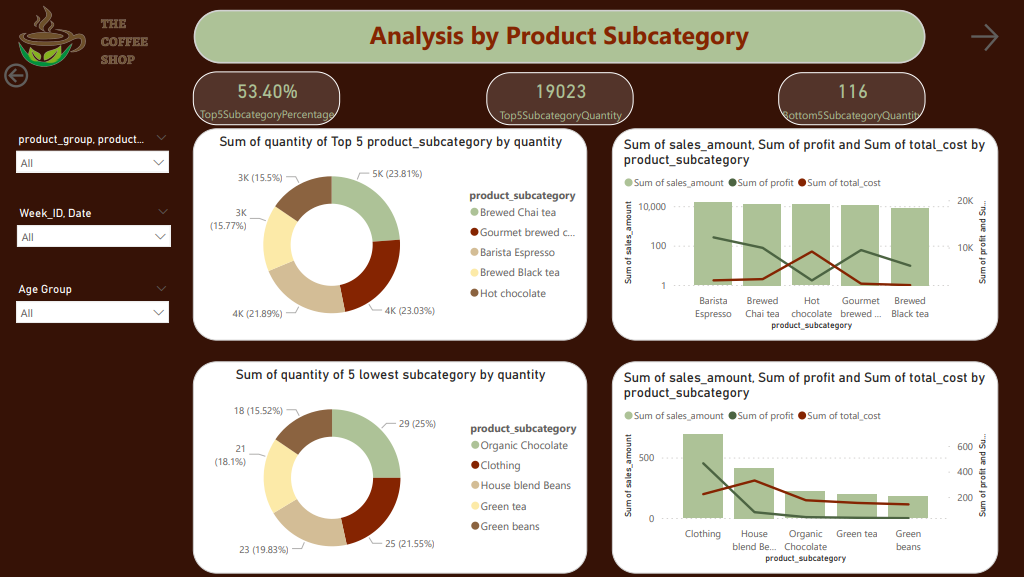 THE
COFFEE
SHOP
Analysis by Product Subcategory
53.40%
Top5SubcategoryPercentage
19023
Top5SubcategoryQuantity
116
Bottom5SubcategoryQuantit
product_group, product...
All
Week_ID, Date
All
Age Group
All
Sum of quantity of Top 5 product_subcategory by quantity
3K (15.5%)
5K (23.81%)
3K
(15.77%)
4K (21.89%)
4K (23.03%)
product_subcategory
Brewed Chai tea
Gourmet brewed c...
Barista Espresso
Brewed Black tea
Hot chocolate
Sum of sales_amount, Sum of profit and Sum of total_cost by
product_subcategory
Sum of sales_amount
Sum of profit
Sum of total_cost
Sum of sales_amount
10,000
100
1
20K
10K
Sum of profit and Su...
Barista
Espresso
Brewed
Chai tea
Hot
chocolate
Gourmet
brewed ...
Brewed
Black tea
product_subcategory
Sum of quantity of 5 lowest subcategory by quantity
18 (15.52%)
29 (25%)
21
(18.1%)
23 (19.83%)
25 (21.55%)
product_subcategory
Organic Chocolate
Clothing
House blend Beans
Green tea
Green beans
Sum of sales_amount, Sum of profit and Sum of total_cost by
product_subcategory
Sum of sales_amount
Sum of profit
Sum of total_cost
Sum of sales_amount
500
0
600
400
200
Sum of profit and Su...
Clothing
House
blend Be...
Organic
Chocolate
Green tea
Green
beans
product_subcategory